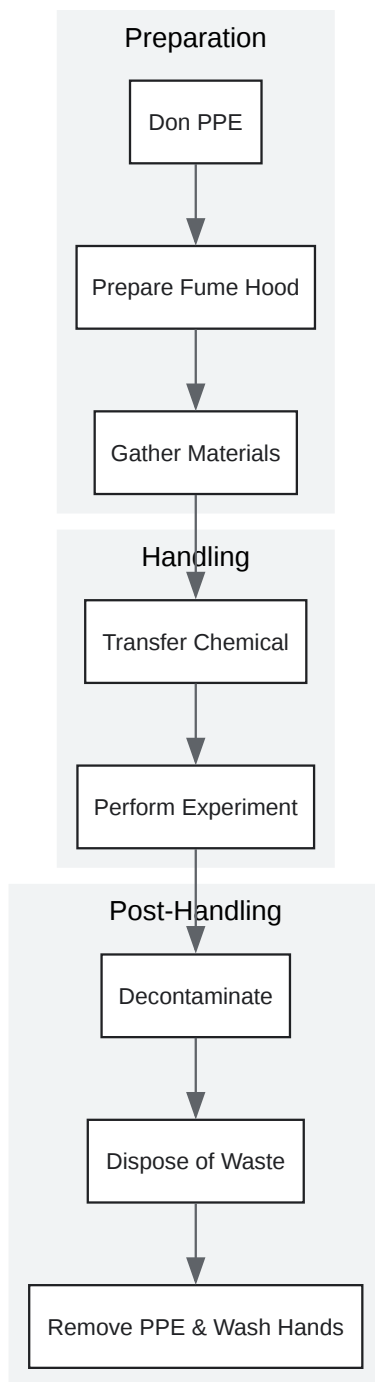 Preparation
Don PPE
Prepare Fume Hood
Gather Materials
Handling
Transfer Chemical
Perform Experiment
Post-Handling
Decontaminate
Dispose of Waste
Remove PPE & Wash Hands